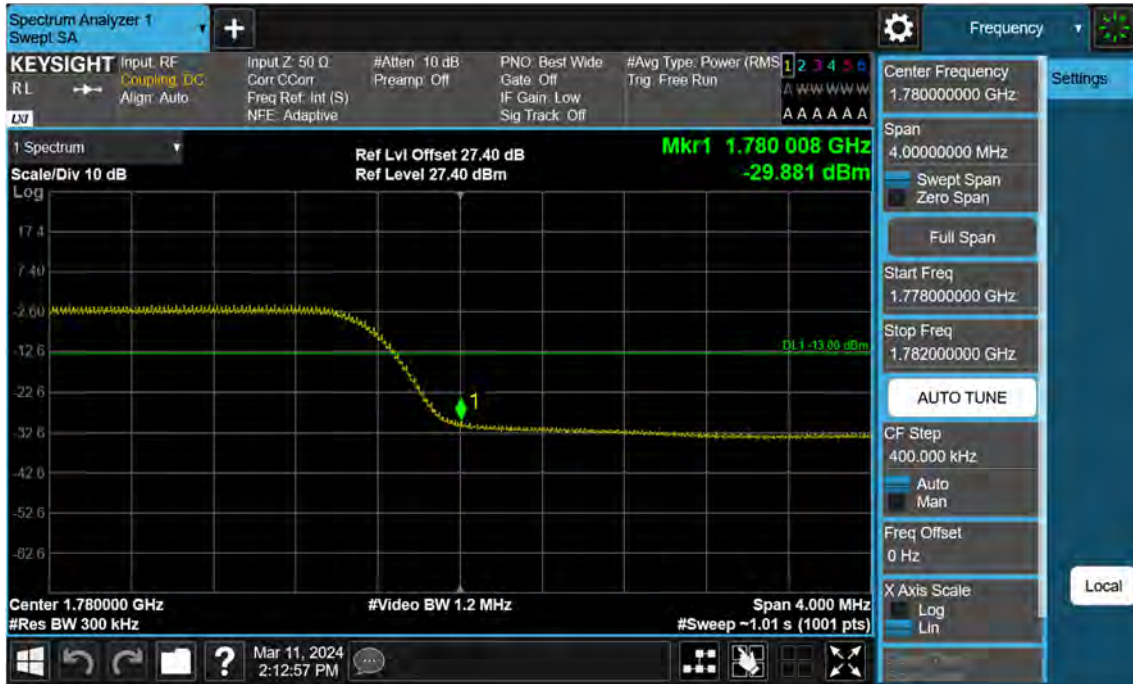 Spectrum Analyzer 1
Swept SA
Frequency
KEYSIGHT
RL
LXI
Input: RF
Coupling: DC
Align: Auto
Input Z: 50 Ω
Corr CCorr
Freq Ref: Int (S)
NFE: Adaptive
#Atten: 10 dB
Preamp: Off
PNO: Best Wide
Gate: Off
IF Gain: Low
Sig Track: Off
#Avg Type: Power (RMS
Trig: Free Run
1 2 3 4 5 6
A W W W W W
A A A A A A
1 Spectrum
Scale/Div 10 dB
Ref Lvl Offset 27.40 dB
Ref Level 27.40 dBm
Mkr1 1.780 008 GHz
-29.881 dBm
Log
17.4
7.40
-2.60
-12.6
-22.6
-32.6
-42.6
-52.6
-62.6
DL1 -13.00 dBm
1
Center 1.780000 GHz
#Res BW 300 kHz
#Video BW 1.2 MHz
Span 4.000 MHz
#Sweep ~1.01 s (1001 pts)
Center Frequency
1.780000000 GHz
Settings
Span
4.00000000 MHz
Swept Span
Zero Span
Full Span
Start Freq
1.778000000 GHz
Stop Freq
1.782000000 GHz
AUTO TUNE
CF Step
400.000 kHz
Auto
Man
Freq Offset
0 Hz
X Axis Scale
Log
Lin
Local
?
Mar 11, 2024
2:12:57 PM